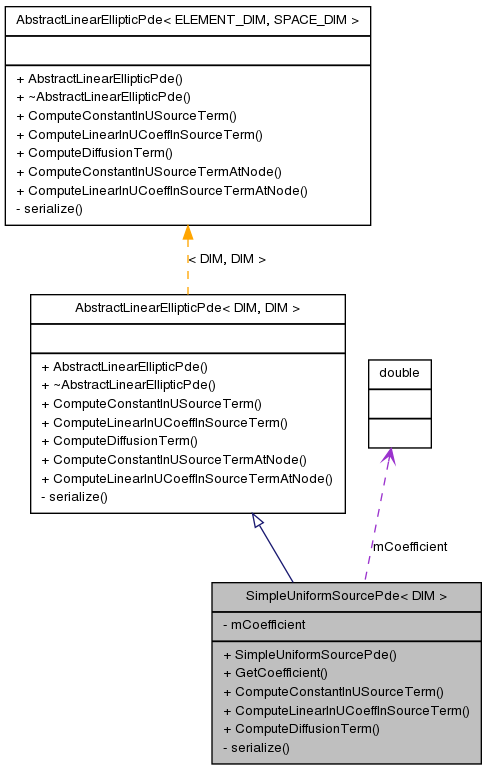 AbstractLinearEllipticPde< ELEMENT_DIM, SPACE_DIM >
+ AbstractLinearEllipticPde()
+ ~AbstractLinearEllipticPde()
+ ComputeConstantInUSourceTerm()
+ ComputeLinearInUCoeffInSourceTerm()
+ ComputeDiffusionTerm()
+ ComputeConstantInUSourceTermAtNode()
+ ComputeLinearInUCoeffInSourceTermAtNode()
- serialize()
< DIM, DIM >
AbstractLinearEllipticPde< DIM, DIM >
+ AbstractLinearEllipticPde()
+ ~AbstractLinearEllipticPde()
+ ComputeConstantInUSourceTerm()
+ ComputeLinearInUCoeffInSourceTerm()
+ ComputeDiffusionTerm()
+ ComputeConstantInUSourceTermAtNode()
+ ComputeLinearInUCoeffInSourceTermAtNode()
- serialize()
double
mCoefficient
SimpleUniformSourcePde< DIM >
- mCoefficient
+ SimpleUniformSourcePde()
+ GetCoefficient()
+ ComputeConstantInUSourceTerm()
+ ComputeLinearInUCoeffInSourceTerm()
+ ComputeDiffusionTerm()
- serialize()